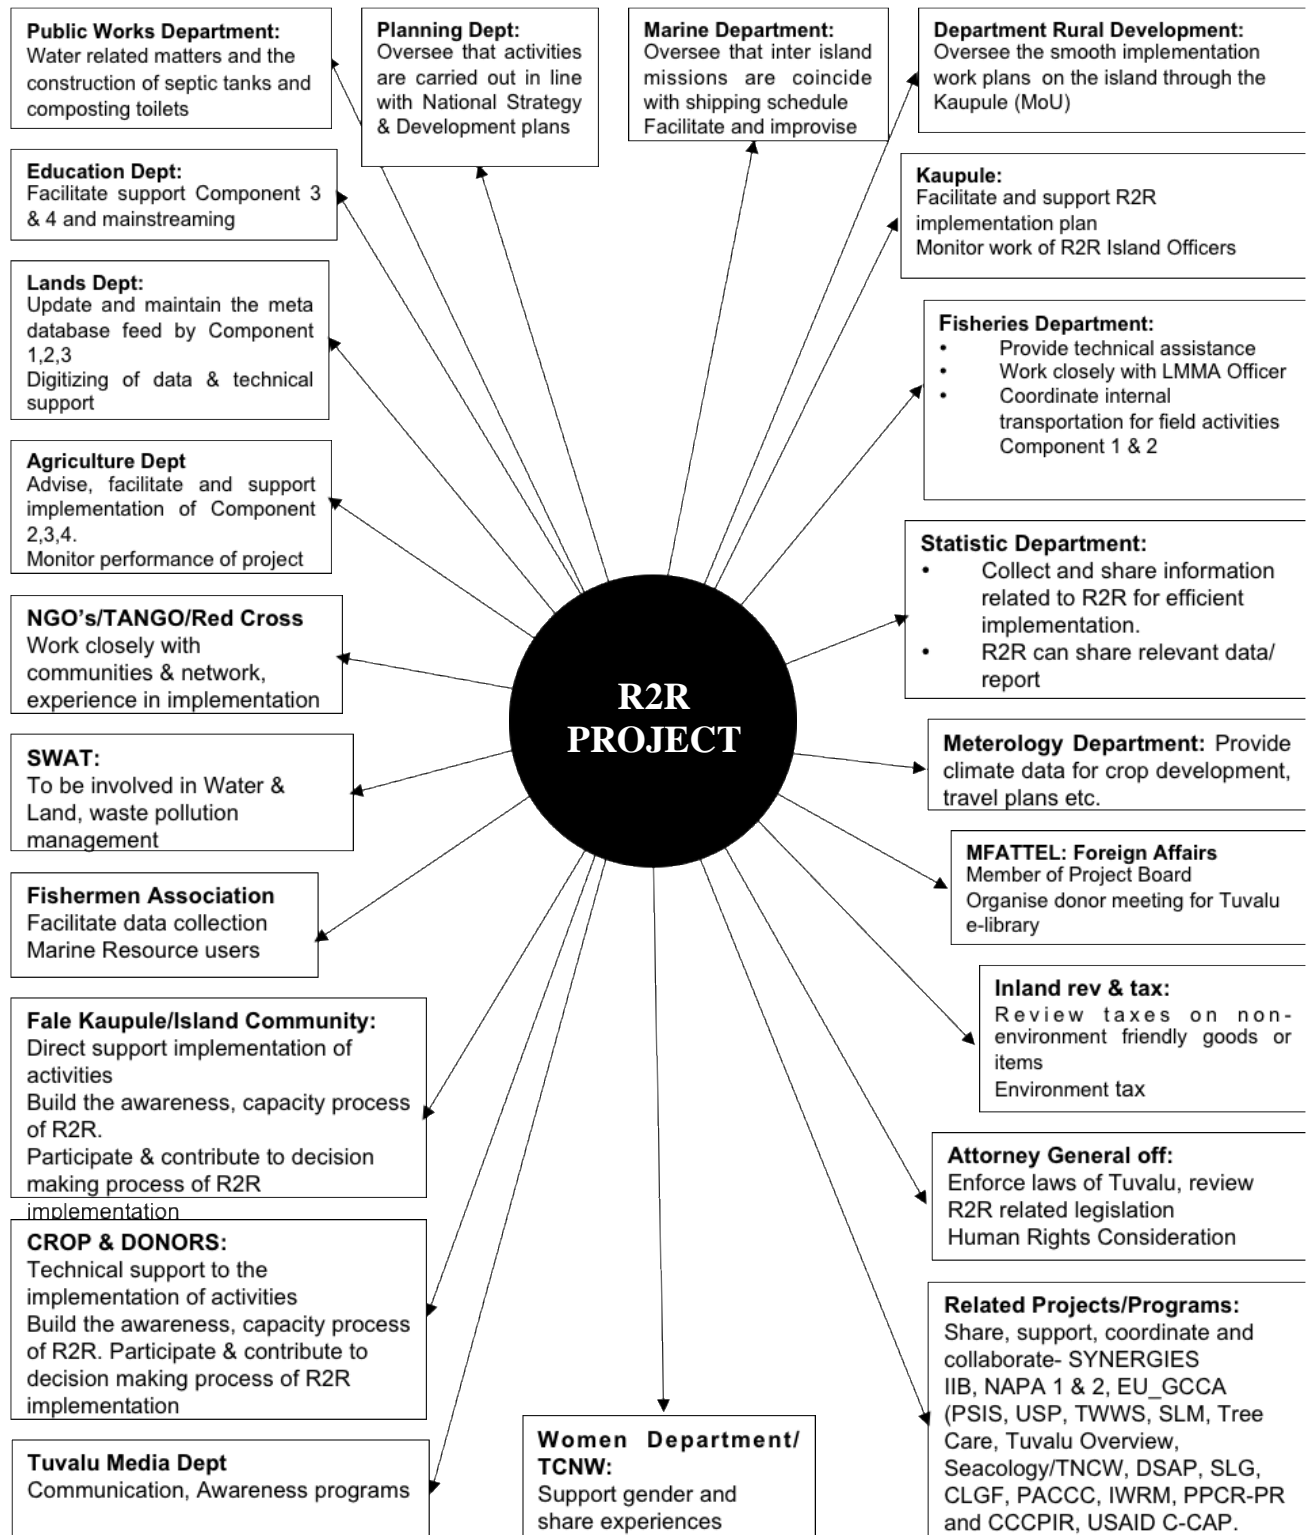 Public Works Department:
Water related matters and the
construction of septic tanks and
composting toilets
Planning Dept:
Oversee that activities
are carried out in line
with National Strategy
& Development plans
Marine Department:
Oversee that inter island
missions are coincide
with shipping schedule
Facilitate and improvise
Department Rural Development:
Oversee the smooth implementation
work plans on the island through the
Kaupule (MoU)
Education Dept:
Facilitate support Component 3
& 4 and mainstreaming
Kaupule:
Facilitate and support R2R
implementation plan
Monitor work of R2R Island Officers
Lands Dept:
Update and maintain the meta
database feed by Component
1,2,3
Digitizing of data & technical
support
Fisheries Department:
• Provide technical assistance
• Work closely with LMMA Officer
• Coordinate internal
transportation for field activities
Component 1 & 2
Agriculture Dept
Advise, facilitate and support
implementation of Component
2,3,4.
Monitor performance of project
Statistic Department:
• Collect and share information
related to R2R for efficient
implementation.
• R2R can share relevant data/
report
NGO’s/TANGO/Red Cross
Work closely with
communities & network,
experience in implementation
R2R
PROJECT
SWAT:
To be involved in Water &
Land, waste pollution
management
Meterology Department: Provide
climate data for crop development,
travel plans etc.
MFATTEL: Foreign Affairs
Member of Project Board
Organise donor meeting for Tuvalu
e-library
Fishermen Association
Facilitate data collection
Marine Resource users
Inland rev & tax:
Review taxes on non-
environment friendly goods or
items
Environment tax
Fale Kaupule/Island Community:
Direct support implementation of
activities
Build the awareness, capacity process
of R2R.
Participate & contribute to decision
making process of R2R
implementation
Attorney General off:
Enforce laws of Tuvalu, review
R2R related legislation
Human Rights Consideration
CROP & DONORS:
Technical support to the
implementation of activities
Build the awareness, capacity process
of R2R. Participate & contribute to
decision making process of R2R
implementation
Related Projects/Programs:
Share, support, coordinate and
collaborate- SYNERGIES
IIB, NAPA 1 & 2, EU_GCCA
(PSIS, USP, TWWS, SLM, Tree
Care, Tuvalu Overview,
Seacology/TNCW, DSAP, SLG,
CLGF, PACCC, IWRM, PPCR-PR
and CCCPIR, USAID C-CAP.
Tuvalu Media Dept
Communication, Awareness programs
Women Department/
TCNW:
Support gender and
share experiences